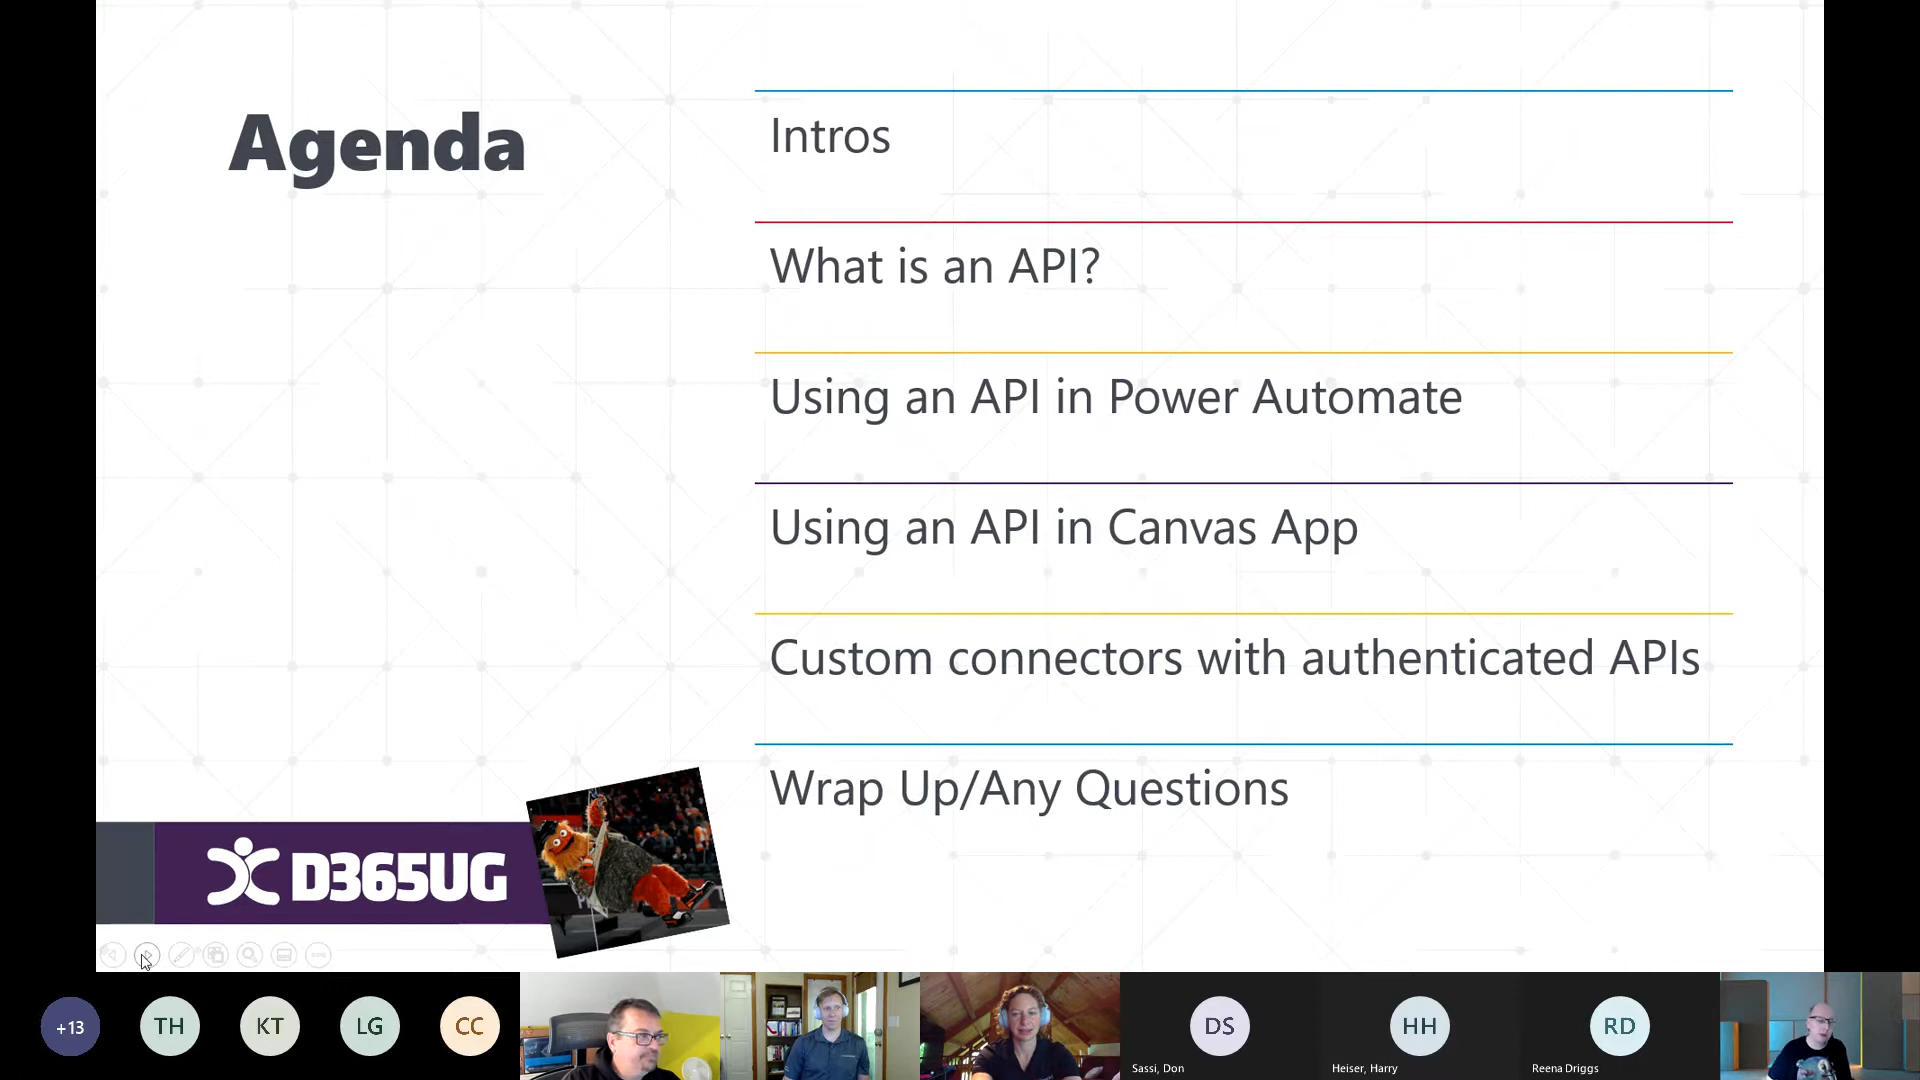 Agenda
Intros
What is an API?
Using an API in Power Automate
Using an API in Canvas App
Custom connectors with authenticated APIs
Wrap Up/Any Questions
D365UG
+13
TH
KT
LG
CC
DS
Sassi, Don
HH
Heiser, Harry
RD
Reena Driggs